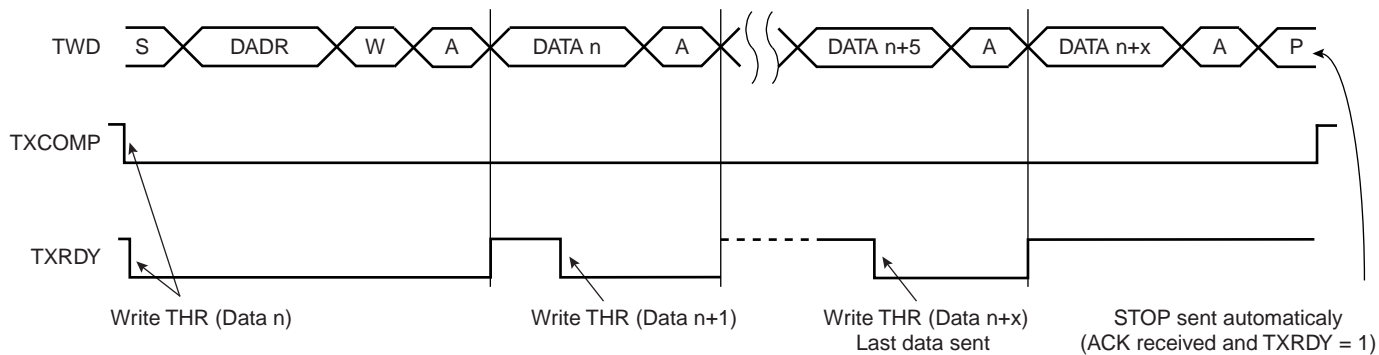 TWD S DADR W A DATA n A DATA n+5 A DATA n+x A P
TXCOMP
TXRDY
Write THR (Data n)
Write THR (Data n+1)
Write THR (Data n+x)
Last data sent
STOP sent automaticaly
(ACK received and TXRDY = 1)